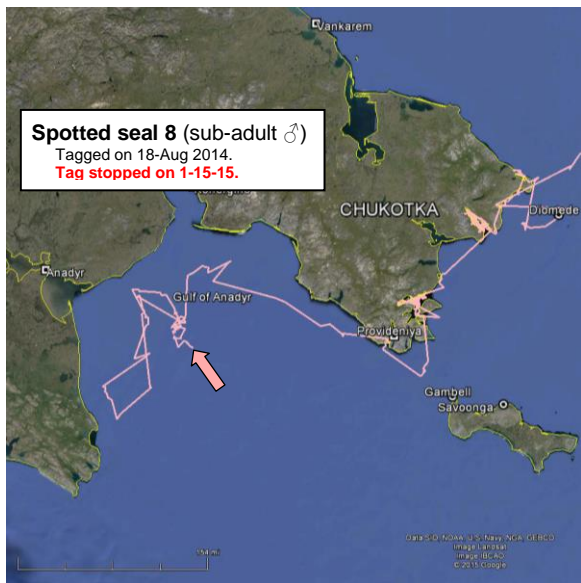 Vankarem
Spotted seal 8 (sub-adult ♂)
Tagged on 18-Aug 2014.
Tag stopped on 1-15-15.
CHUKOTKA
Diomede
Anadyr
Gulf of Anadyr
Provideniya
Gambell
Savoonga
Data SIO, NOAA, U.S. Navy, NGA, GEBCO
Image Landsat
Image IBCAO
© 2015 Google
154 mi